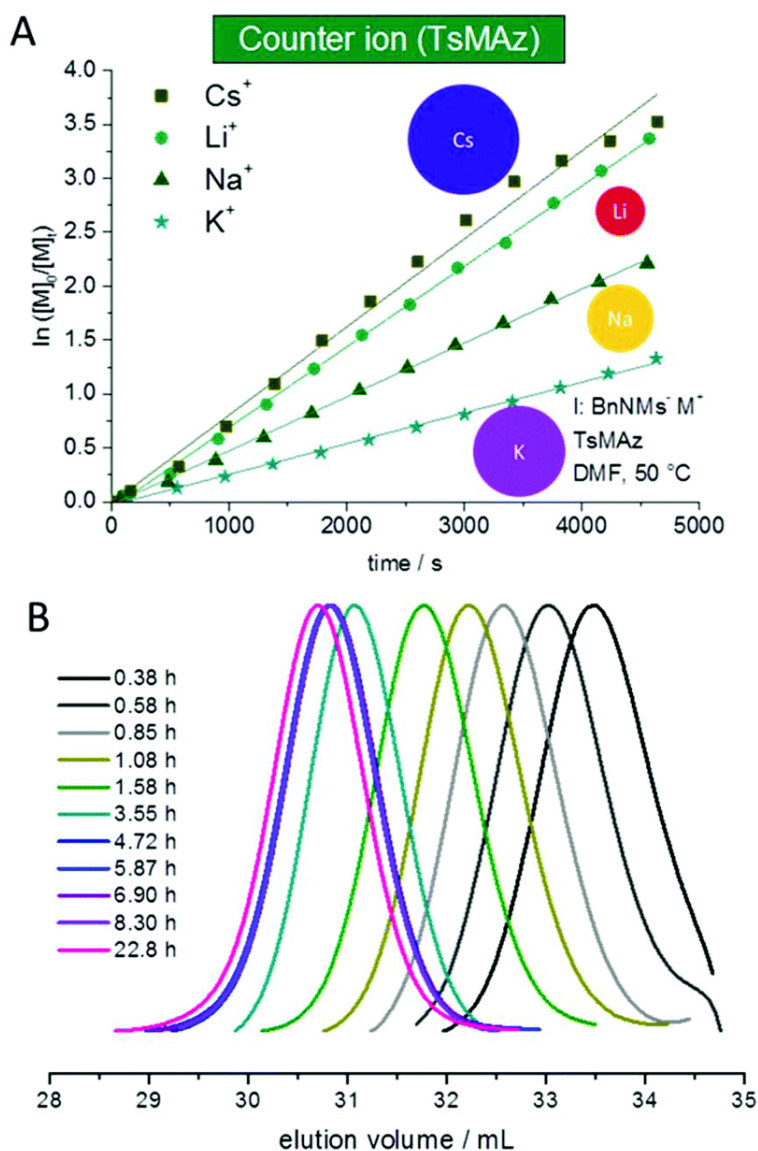 A
Counter ion (TsMAz)
4.0
3.5
3.0
2.5
2.0
1.5
1.0
0.5
0.0
ln ([M]₀/[M]ₜ)
Cs⁺
Li⁺
Na⁺
K⁺
Cs
Li
Na
K
I: BnNMs⁻ M⁺
TsMAz
DMF, 50 °C
0 1000 2000 3000 4000 5000
time / s
B
0.38 h
0.58 h
0.85 h
1.08 h
1.58 h
3.55 h
4.72 h
5.87 h
6.90 h
8.30 h
22.8 h
28 29 30 31 32 33 34 35
elution volume / mL